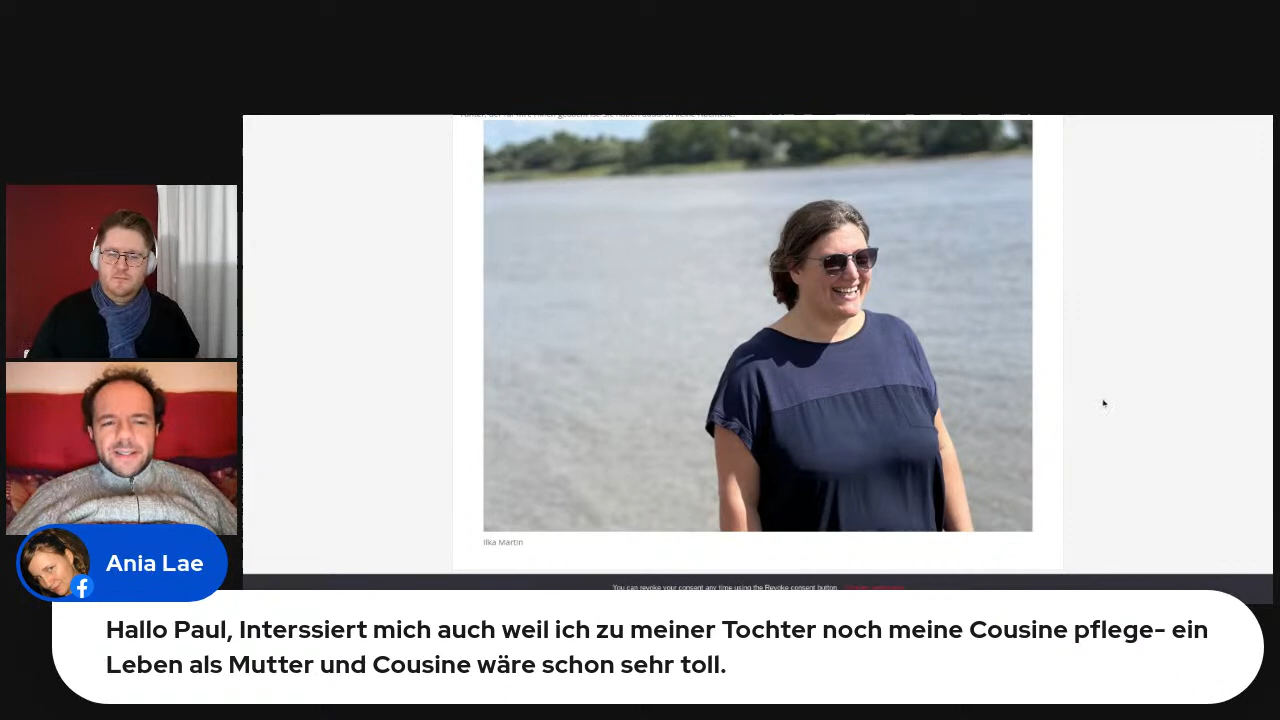 Ilka Martin
You can revoke your consent any time using the Revoke consent button.
Ania Lae
Hallo Paul, Interssiert mich auch weil ich zu meiner Tochter noch meine Cousine pflege- ein
Leben als Mutter und Cousine wäre schon sehr toll.